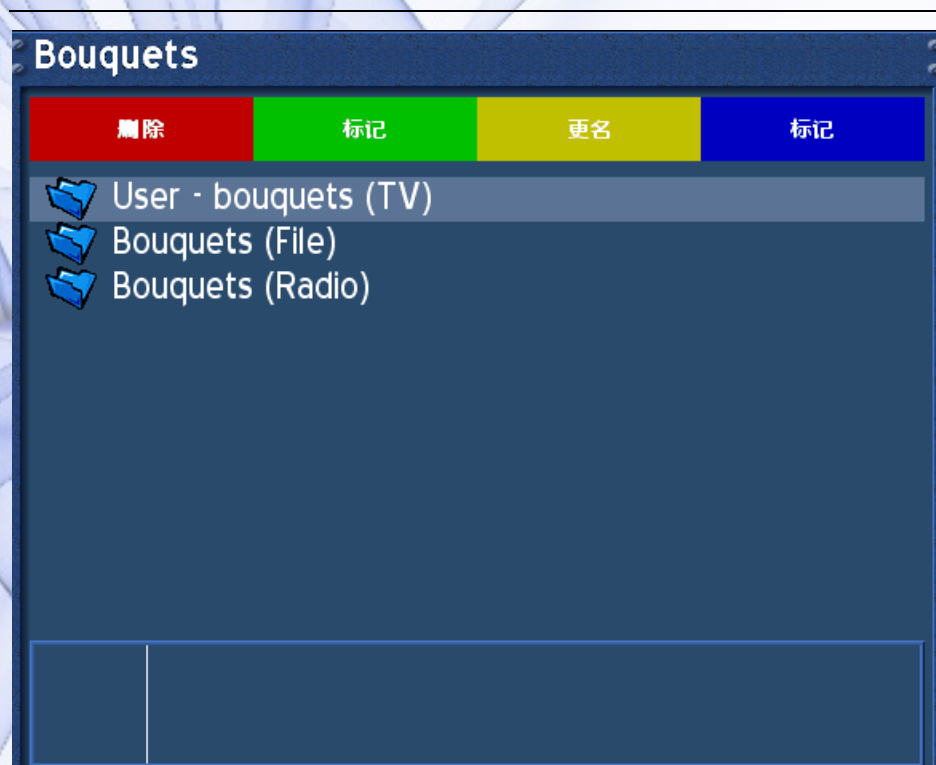 Bouquets
删除 标记 更名 标记
User - bouquets (TV)
Bouquets (File)
Bouquets (Radio)